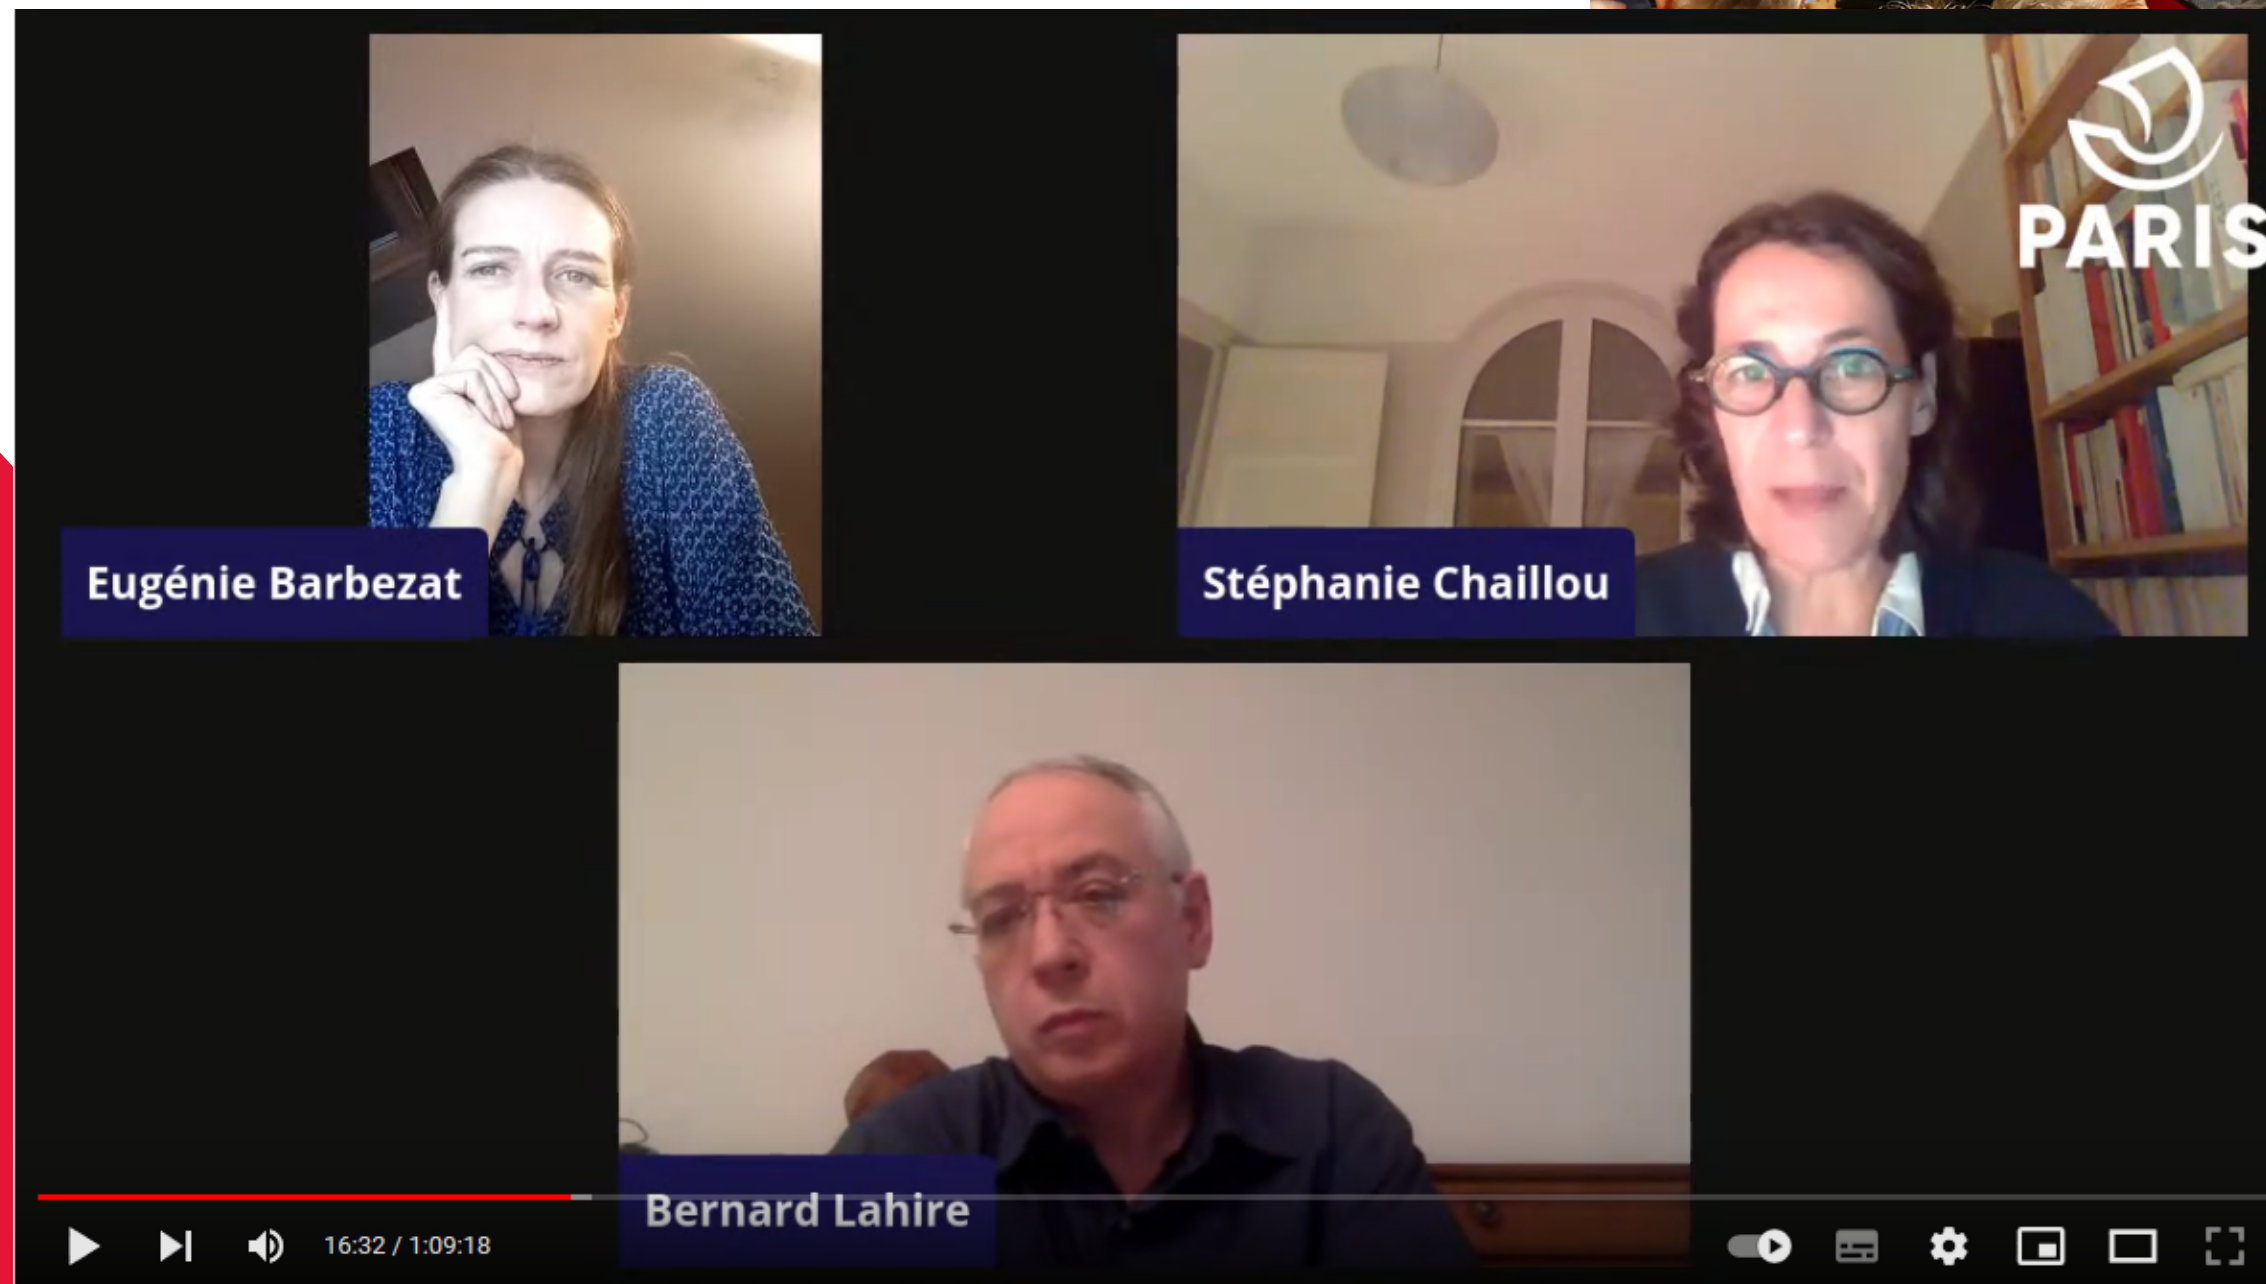 PARIS
Eugénie Barbezat
Stéphanie Chaillou
Bernard Lahire
16:32 / 1:09:18